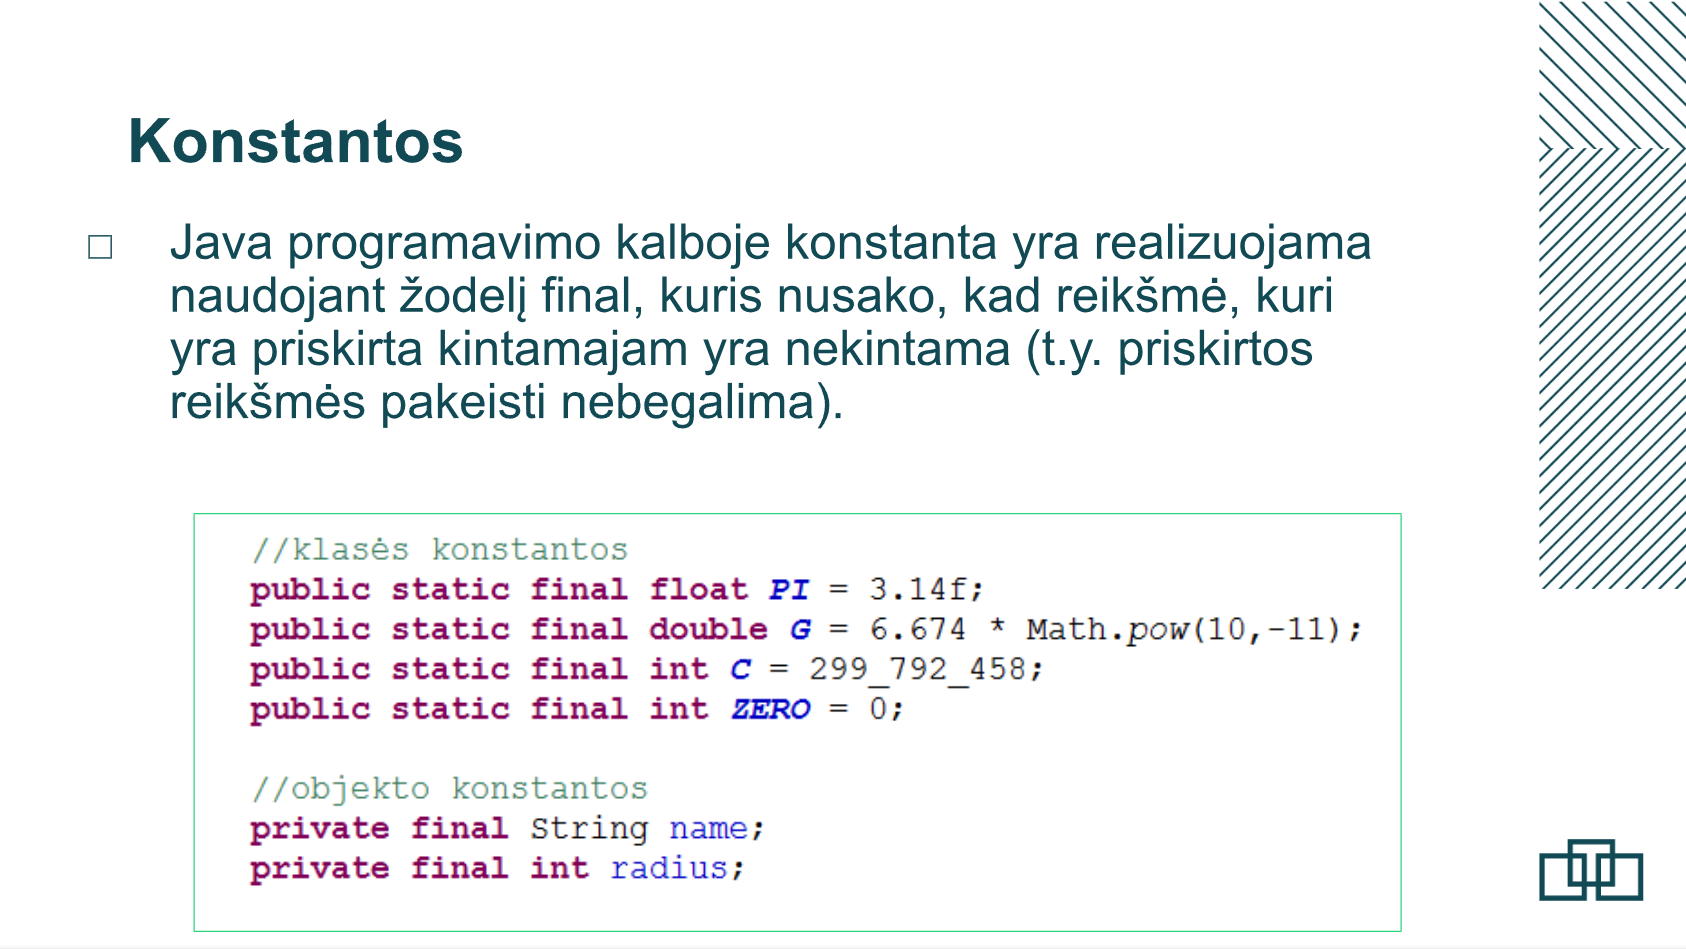 Konstantos
Java programavimo kalboje konstanta yra realizuojama
naudojant žodelį final, kuris nusako, kad reikšmė, kuri
yra priskirta kintamajam yra nekintama (t.y. priskirtos
reikšmės pakeisti nebegalima).
//klasės konstantos
public static final float PI = 3.14f;
public static final double G = 6.674 * Math.pow(10,-11);
public static final int C = 299_792_458;
public static final int ZERO = 0;
//objekto konstantos
private final String name;
private final int radius;